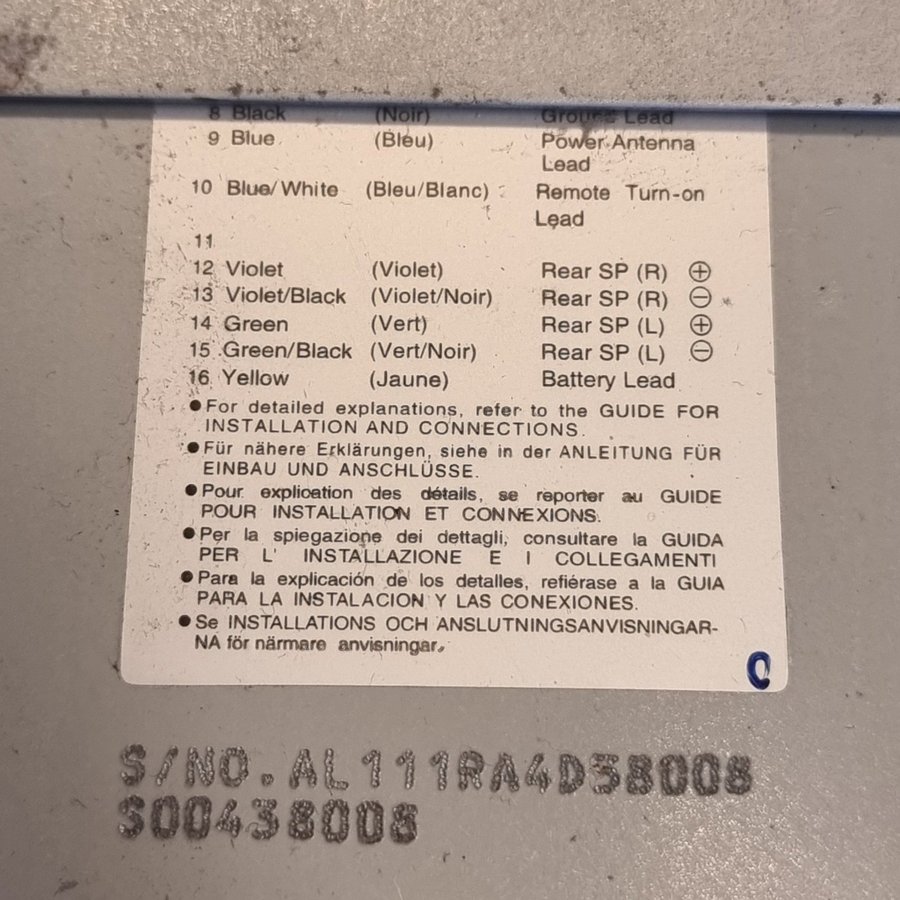 8 Black (Noir) Ground Lead
9 Blue (Bleu) Power Antenna
Lead
10 Blue/White (Bleu/Blanc) Remote Turn-on
Lead
11
12 Violet (Violet) Rear SP (R) ⊕
13 Violet/Black (Violet/Noir) Rear SP (R) ⊖
14 Green (Vert) Rear SP (L) ⊕
15 Green/Black (Vert/Noir) Rear SP (L) ⊖
16 Yellow (Jaune) Battery Lead
●For detailed explanations, refer to the GUIDE FOR
INSTALLATION AND CONNECTIONS.
●Für nähere Erklärungen, siehe in der ANLEITUNG FÜR
EINBAU UND ANSCHLÜSSE.
●Pour explication des détails, se reporter au GUIDE
POUR INSTALLATION ET CONNEXIONS.
●Per la spiegazione dei dettagli, consultare la GUIDA
PER L' INSTALLAZIONE E I COLLEGAMENTI
●Para la explicación de los detalles, refiérase a la GUIA
PARA LA INSTALACION Y LAS CONEXIONES.
●Se INSTALLATIONS OCH ANSLUTNINGSANVISNINGAR-
NA för närmare anvisningar.
C
S/NO.AL111RA4D38008
S00438008